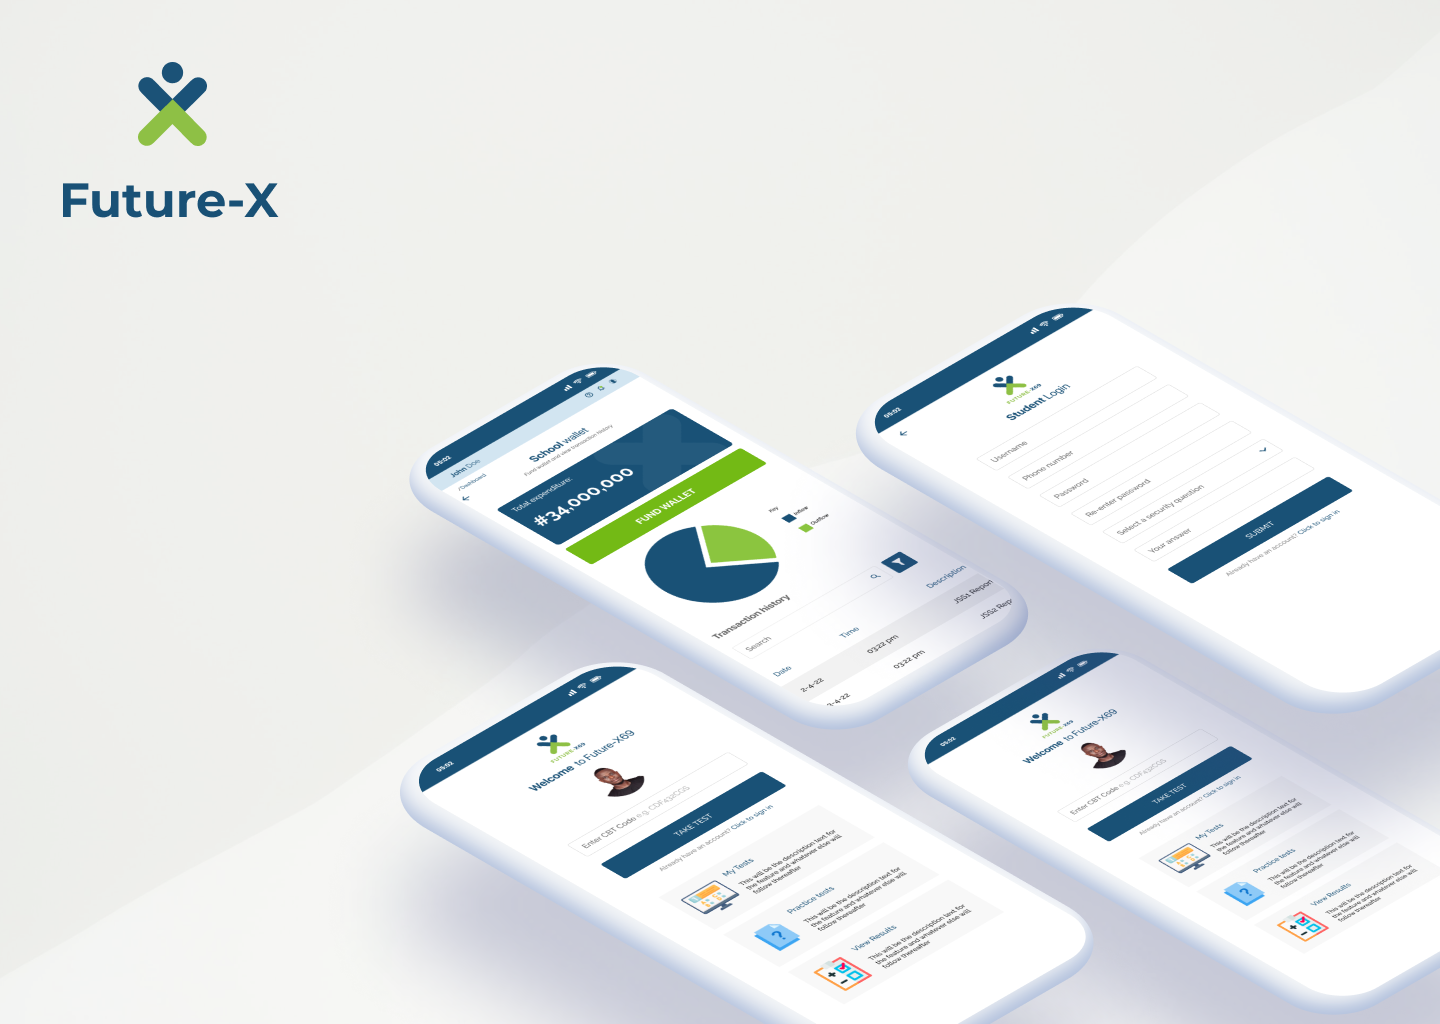 Future-X
05:02
John Doe
/Dashboard
School wallet
Fund wallet and view transaction history
Total expenditure:
#34,000,000
FUND WALLET
Key
Inflow
Outflow
Transaction history
Search
Date
Time
Description
2-4-22
03:22 pm
JSS1 Report
2-4-22
03:22 pm
JSS2 Rep
05:02
FUTURE-X69
Student Login
Username
Phone number
Password
Re-enter password
Select a security question
Your answer
SUBMIT
Already have an account? Click to sign in
05:02
FUTURE-X69
Welcome to Future-X69
Enter CBT Code e.g. CDF432CGS
TAKE TEST
Already have an account? Click to sign in
My Tests
This will be the description text for
the feature and whatever else will
follow thereafter
Practice tests
This will be the description text for
the feature and whatever else will
follow thereafter
View Results
This will be the description text for
the feature and whatever else will
follow thereafter
05:02
FUTURE-X69
Welcome to Future-X69
Enter CBT Code e.g. CDF432CGS
TAKE TEST
Already have an account? Click to sign in
My Tests
This will be the description text for
the feature and whatever else will
follow thereafter
Practice tests
This will be the description text for
the feature and whatever else will
follow thereafter
View Results
This will be the description text for
the feature and whatever else will
follow thereafter